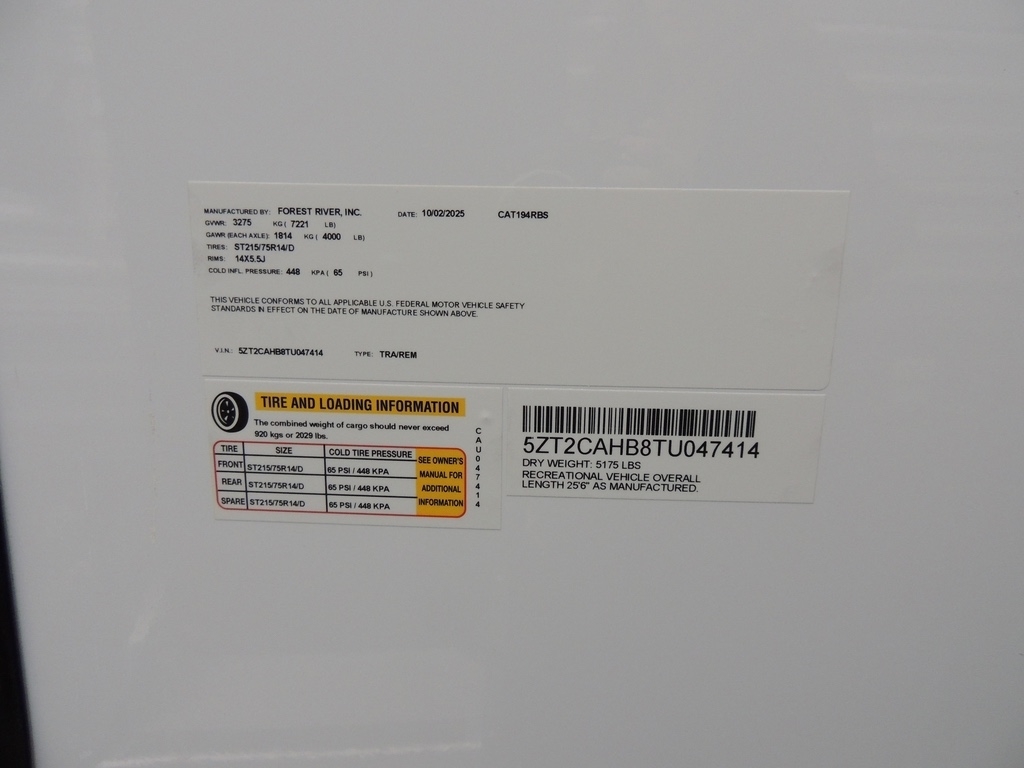 MANUFACTURED BY: FOREST RIVER, INC. DATE: 10/02/2025 CAT194RBS
GVWR: 3275 KG ( 7221 LB)
GAWR (EACH AXLE): 1814 KG ( 4000 LB)
TIRES: ST215/75R14/D
RIMS: 14X5.5J
COLD INFL. PRESSURE: 448 KPA ( 65 PSI )
THIS VEHICLE CONFORMS TO ALL APPLICABLE U.S. FEDERAL MOTOR VEHICLE SAFETY
STANDARDS IN EFFECT ON THE DATE OF MANUFACTURE SHOWN ABOVE.
V.I.N.: 5ZT2CAHB8TU047414 TYPE: TRA/REM
TIRE AND LOADING INFORMATION
The combined weight of cargo should never exceed
920 kgs or 2029 lbs.
TIRE SIZE COLD TIRE PRESSURE
FRONT ST215/75R14/D 65 PSI / 448 KPA
REAR ST215/75R14/D 65 PSI / 448 KPA
SPARE ST215/75R14/D 65 PSI / 448 KPA
SEE OWNER'S
MANUAL FOR
ADDITIONAL
INFORMATION
CAU047414
5ZT2CAHB8TU047414
DRY WEIGHT: 5175 LBS
RECREATIONAL VEHICLE OVERALL
LENGTH 25'6" AS MANUFACTURED.